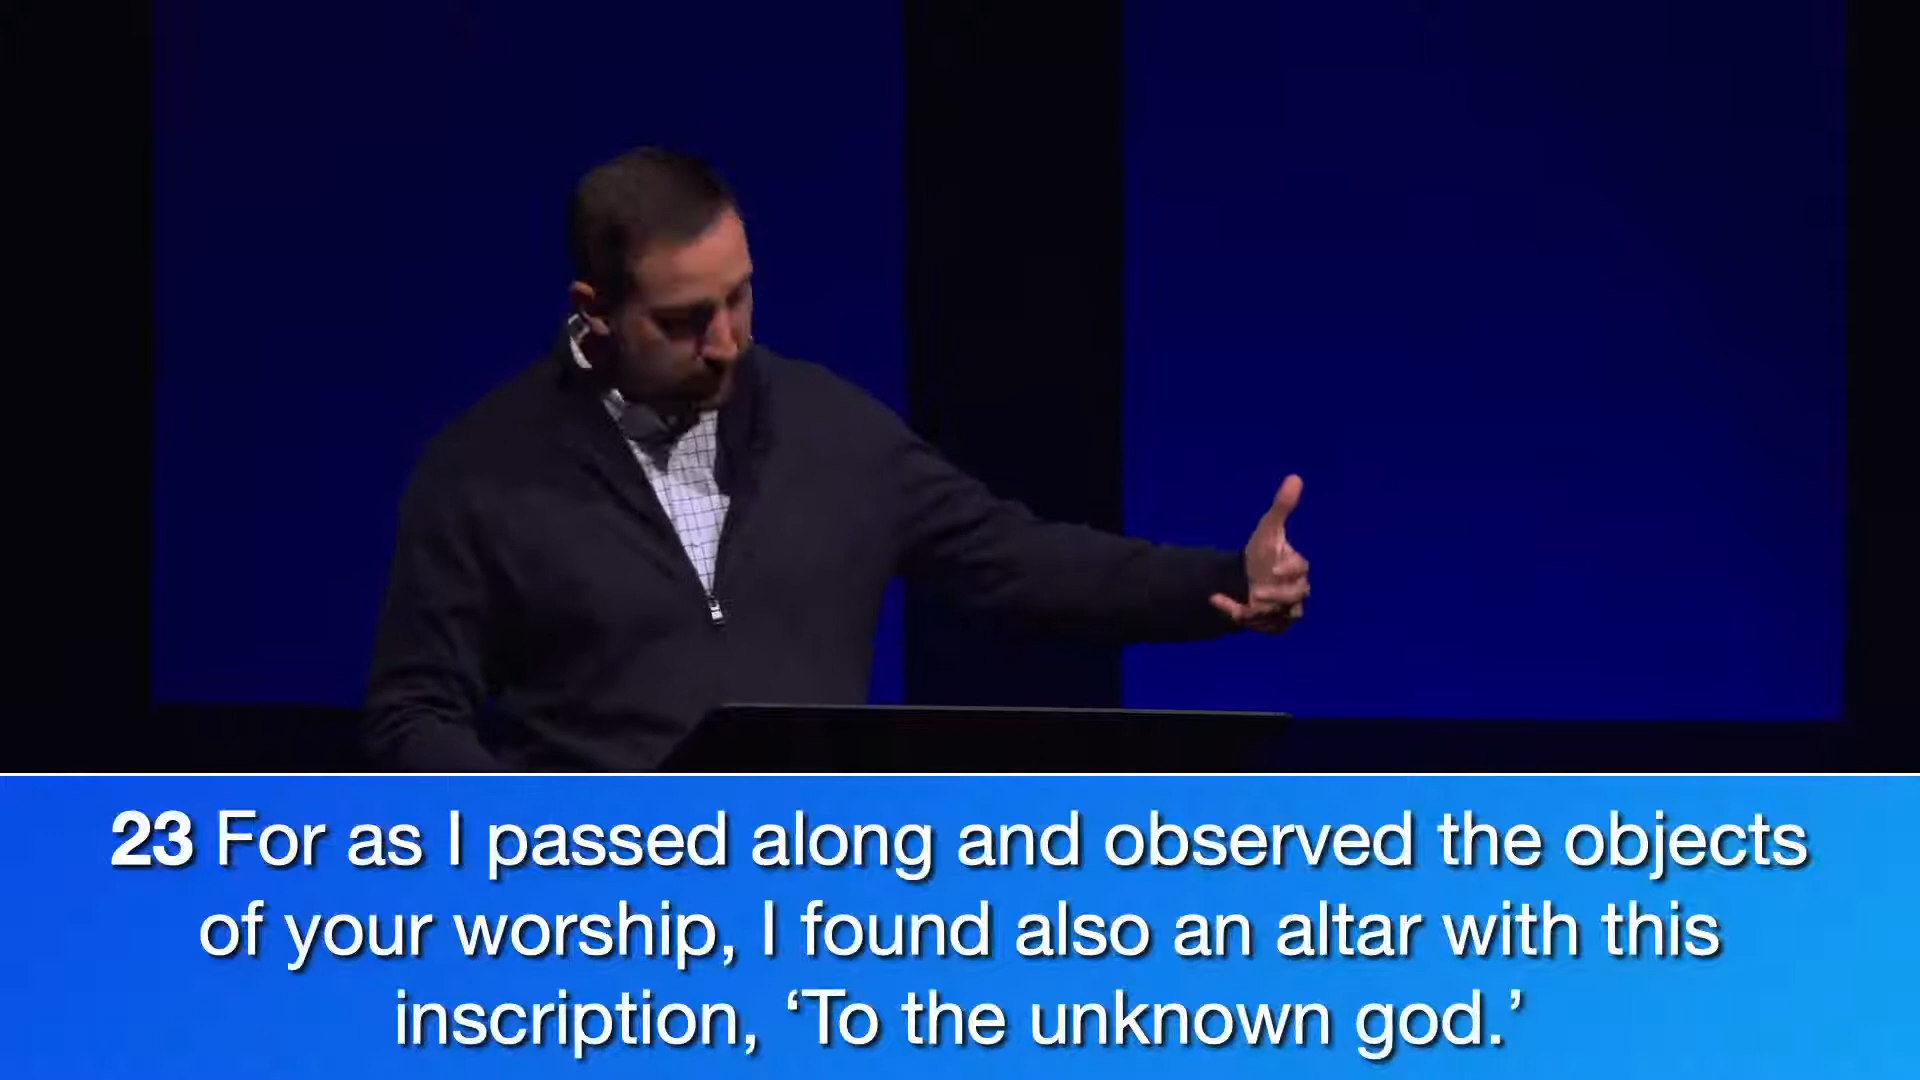 23 For as I passed along and observed the objects
of your worship, I found also an altar with this
inscription, ‘To the unknown god.’